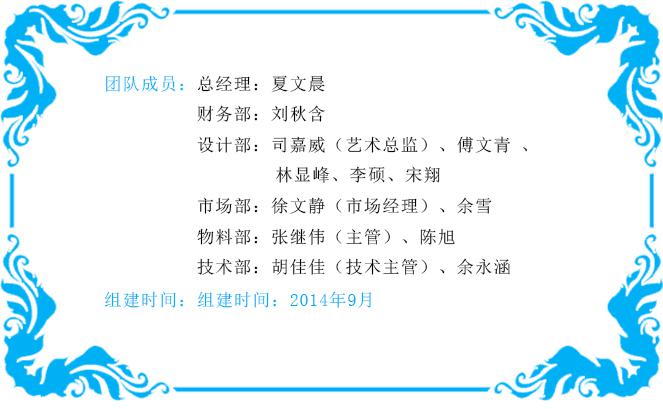 团队成员：总经理：夏文晨
财务部：刘秋含
设计部：司嘉威（艺术总监）、傅文青 、
林显峰、李硕、宋翔
市场部：徐文静（市场经理）、余雪
物料部：张继伟（主管）、陈旭
技术部：胡佳佳（技术主管）、余永涵
组建时间：组建时间：2014年9月